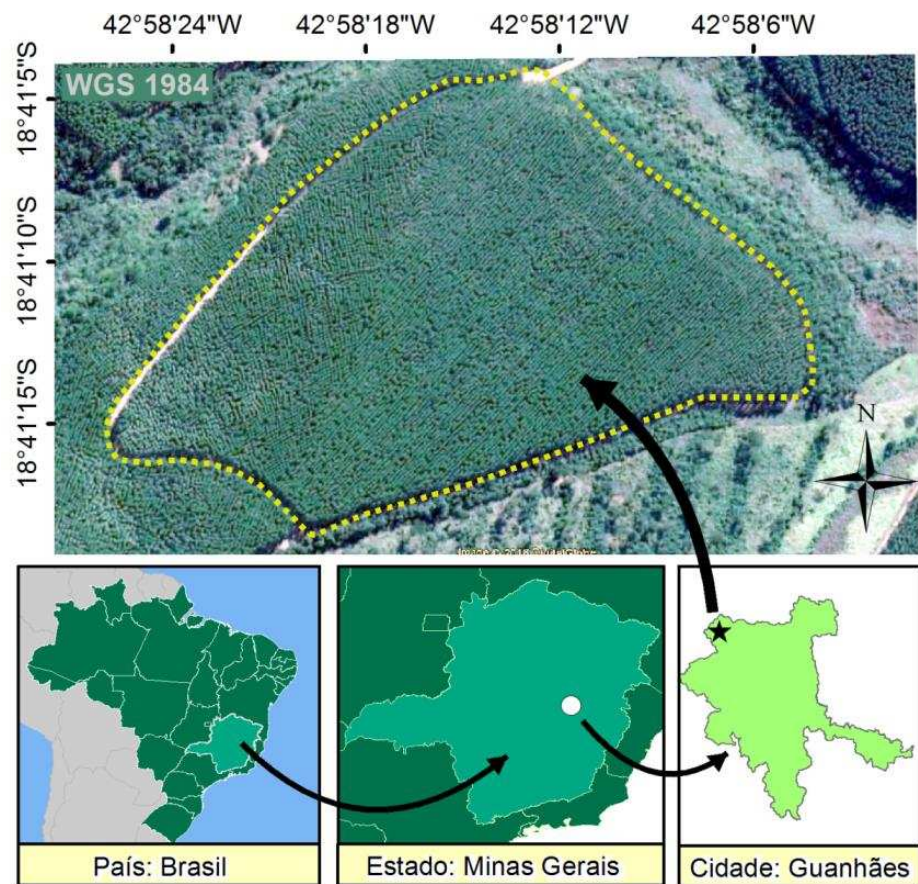 42°58'24"W 42°58'18"W 42°58'12"W 42°58'6"W
18°41'5"S
WGS 1984
18°41'10"S
18°41'15"S
N
País: Brasil
Estado: Minas Gerais
Cidade: Guanhães